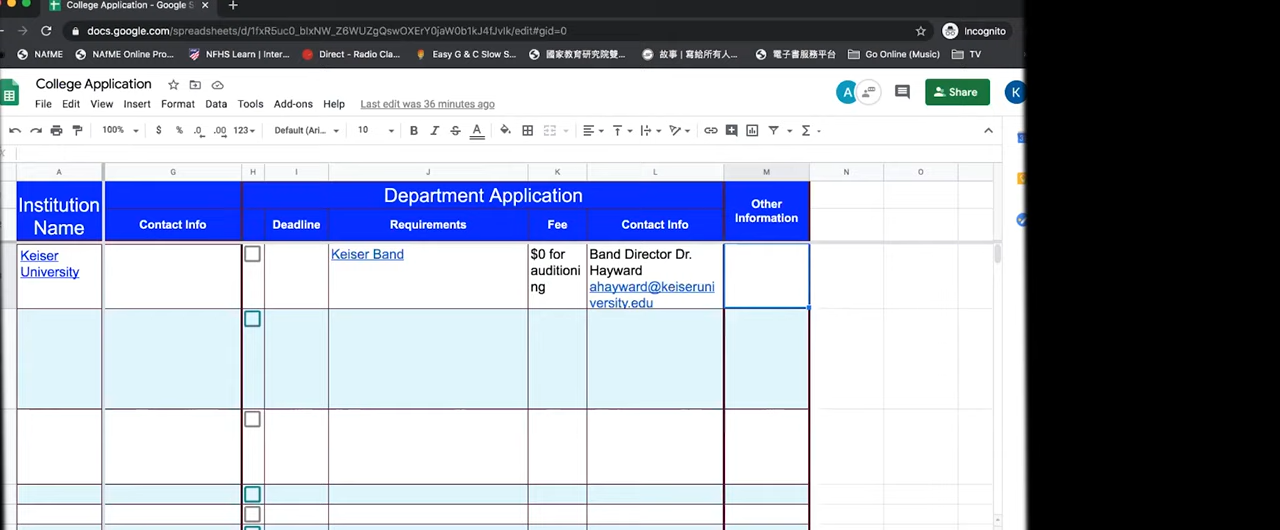 College Application - Google S
docs.google.com/spreadsheets/d/1fxR5uc0_blxNW_Z6WUZgQswOXErY0jaW0b1kJ4fJvIk/edit#gid=0
Incognito
NAfME
NAfME Online Pro...
NFHS Learn | Inter...
Direct - Radio Cla...
Easy G & C Slow S...
國家教育研究院雙...
故事 | 寫給所有人...
電子書服務平台
Go Online (Music)
TV
College Application
File Edit View Insert Format Data Tools Add-ons Help Last edit was 36 minutes ago
A
Share
K
100% $ % .0 .00 123 Default (Ari... 10 B I S A
A G H I J K L M N O
Institution Name
Department Application
Other Information
Contact Info Deadline Requirements Fee Contact Info
Keiser University
Keiser Band
$0 for auditioni ng
Band Director Dr. Hayward
ahayward@keiseruni
versity.edu